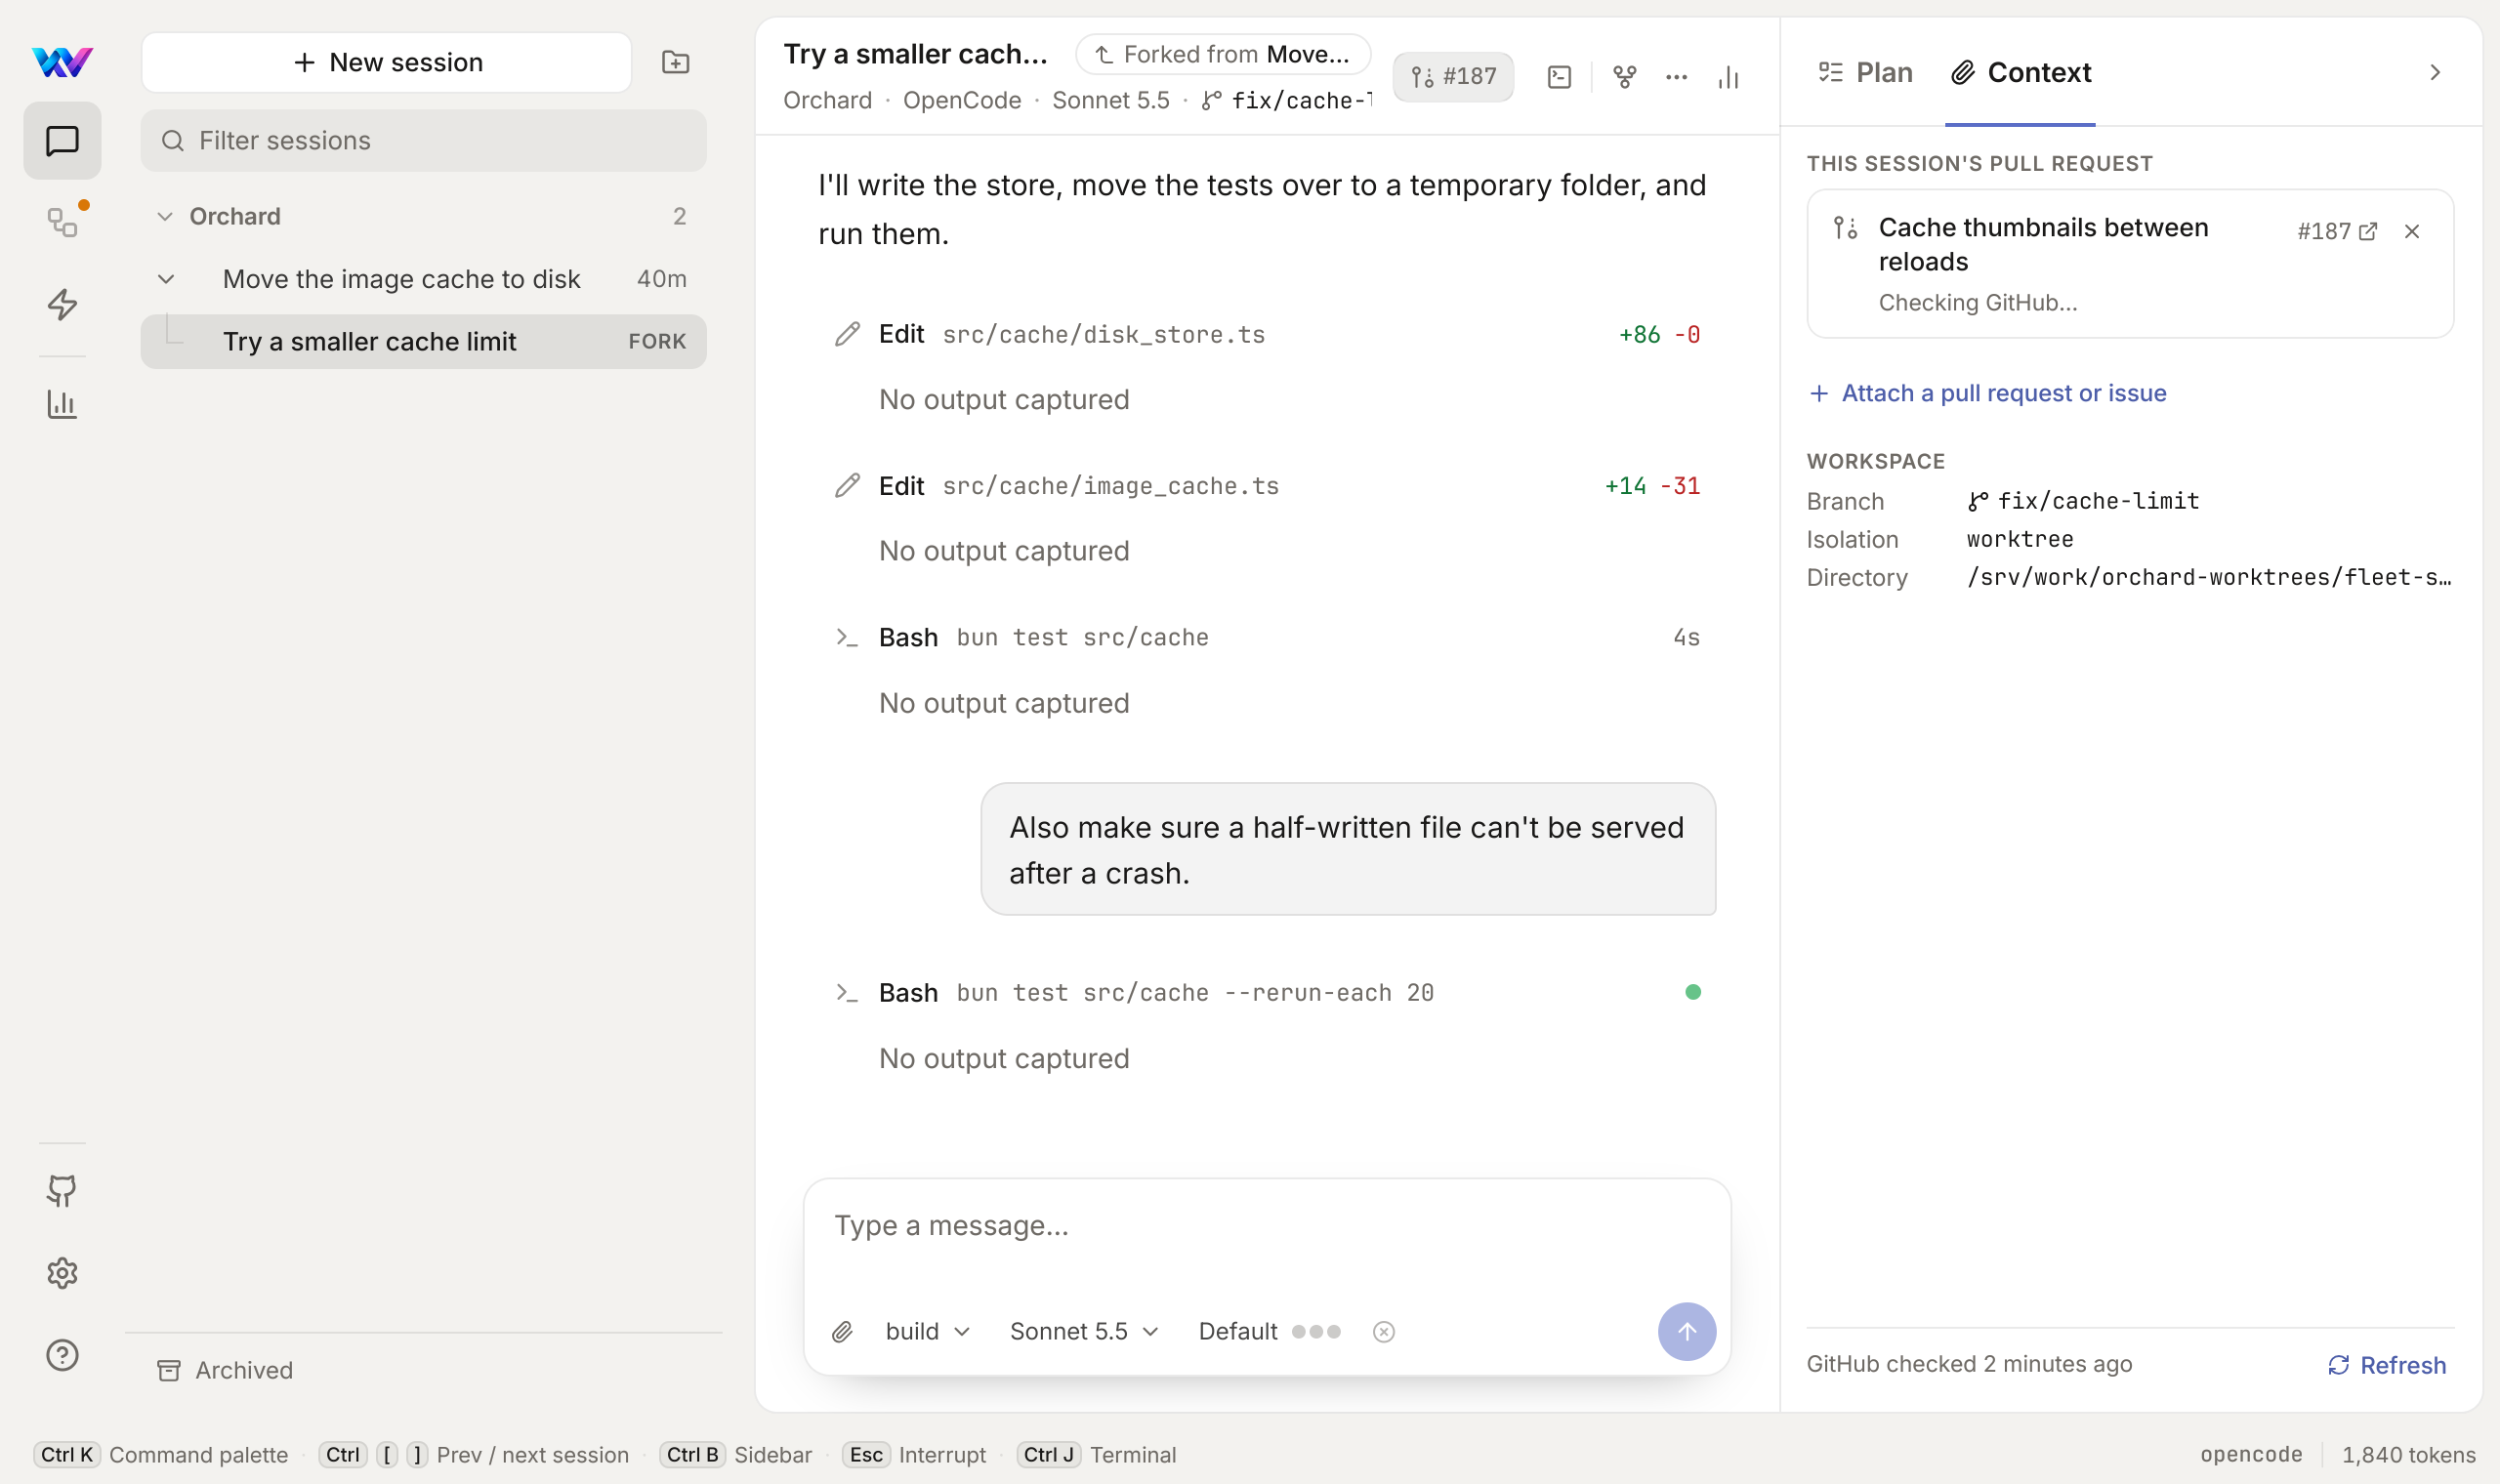 New session
Filter sessions
Orchard 2
Move the image cache to disk 40m
Try a smaller cache limit FORK
Archived
Try a smaller cach... Forked from Move...
Orchard · OpenCode · Sonnet 5.5 · fix/cache-
#187
I'll write the store, move the tests over to a temporary folder, and
run them.
Edit src/cache/disk_store.ts +86 -0
No output captured
Edit src/cache/image_cache.ts +14 -31
No output captured
Bash bun test src/cache 4s
No output captured
Also make sure a half-written file can't be served
after a crash.
Bash bun test src/cache --rerun-each 20
No output captured
Type a message...
build Sonnet 5.5 Default
Plan Context
THIS SESSION'S PULL REQUEST
Cache thumbnails between
reloads
#187
Checking GitHub...
Attach a pull request or issue
WORKSPACE
Branch fix/cache-limit
Isolation worktree
Directory /srv/work/orchard-worktrees/fleet-s...
GitHub checked 2 minutes ago Refresh
Ctrl K Command palette · Ctrl [ ] Prev / next session · Ctrl B Sidebar · Esc Interrupt · Ctrl J Terminal
opencode 1,840 tokens